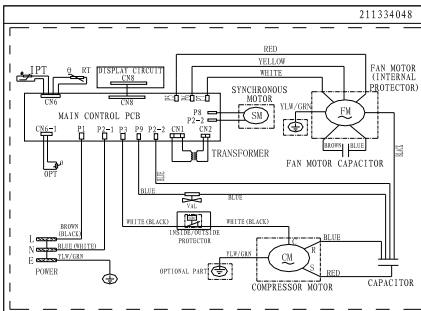 211334048
RED
YELLOW
WHITE
IPT
θ
RT
DISPLAY CIRCUIT
CN8
CN6
CN8
MAIN CONTROL PCB
SYNCHRONOUS
MOTOR
P8
P2-2
SM
FM
FAN MOTOR
(INTERNAL
PROTECTOR)
YLW/GRN
CN6-1
P1
P2-1
P3
P9
P2-2
CN1
CN2
TRANSFORMER
BROWN
BLUE
FAN MOTOR CAPACITOR
BLACK
OPT
BLUE
BLUE
BLUE
VAL
WHITE(BLACK)
WHITE(BLACK)
INSIDE/OUTSIDE
PROTECTOR
BROWN
(BLACK)
L
N
BLUE(WHITE)
E
YLW/GRN
POWER
YLW/GRN
OPTIONAL PART
CM
C
R
S
BLUE
RED
COMPRESSOR MOTOR
CAPACITOR